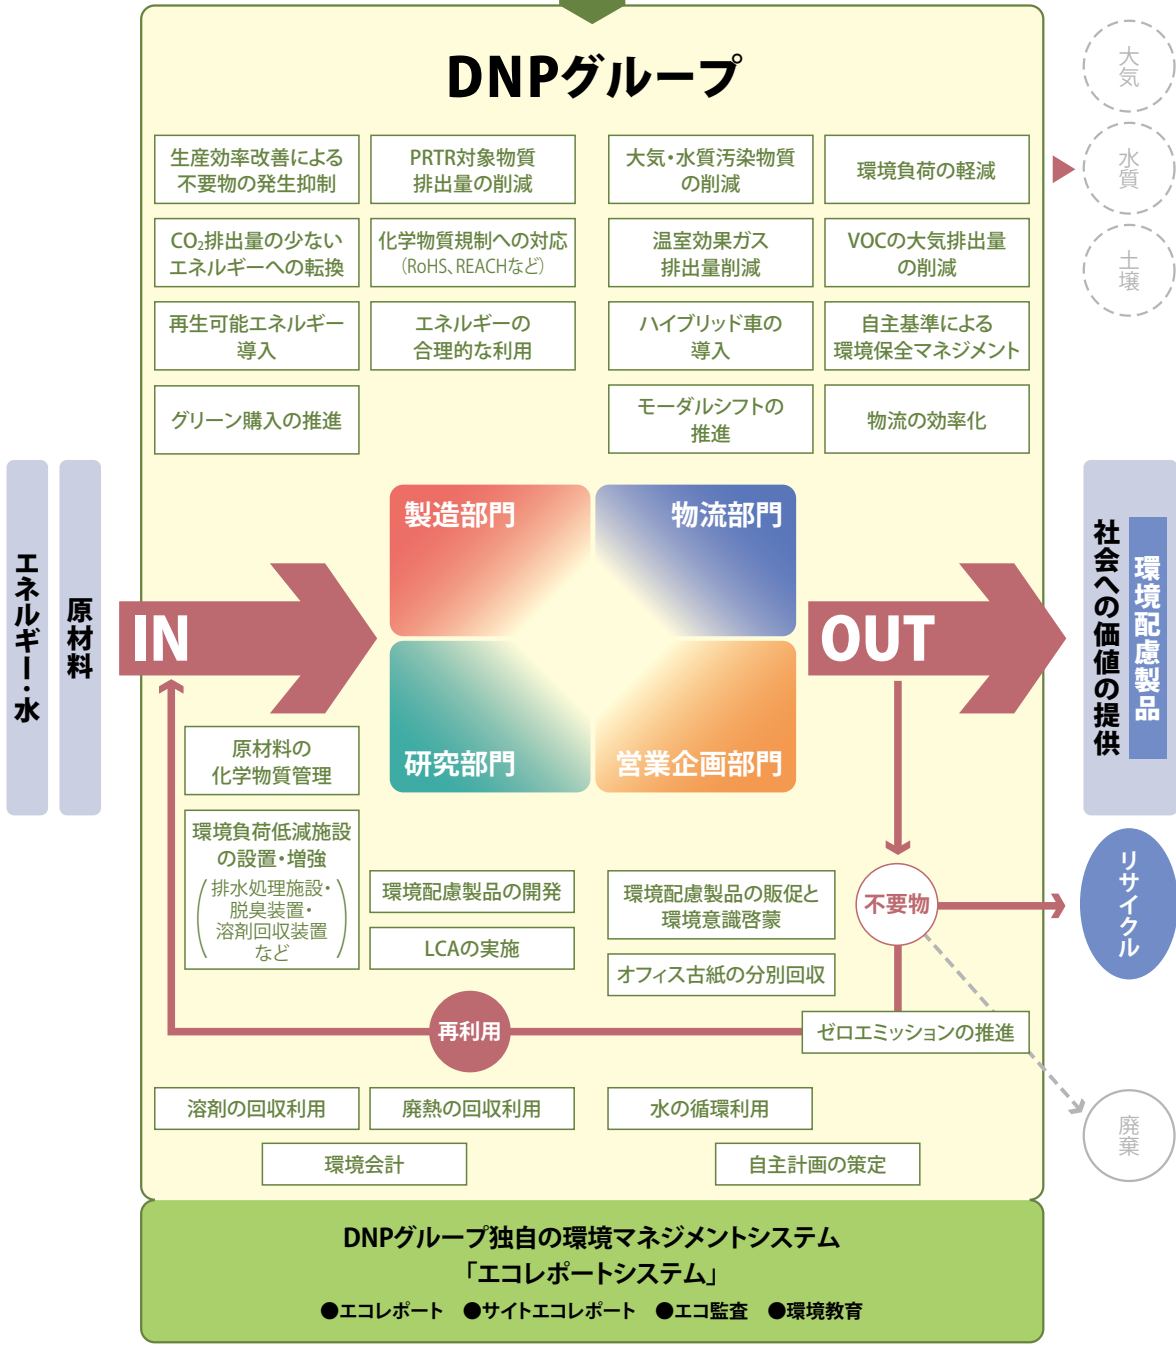 DNPグループ
生産効率改善による
不要物の発生抑制
PRTR対象物質
排出量の削減
大気・水質汚染物質
の削減
環境負荷の軽減
CO₂排出量の少ない
エネルギーへの転換
化学物質規制への対応
（RoHS、REACHなど）
温室効果ガス
排出量削減
VOCの大気排出量
の削減
再生可能エネルギー
導入
エネルギーの
合理的な利用
ハイブリッド車の
導入
自主基準による
環境保全マネジメント
グリーン購入の推進
モーダルシフトの
推進
物流の効率化
大気
水質
土壌
エネルギー・水
原材料
IN
製造部門
物流部門
研究部門
営業企画部門
OUT
社会への価値の提供
環境配慮製品
原材料の
化学物質管理
環境負荷低減施設
の設置・増強
（排水処理施設・
脱臭装置・
溶剤回収装置
など）
環境配慮製品の開発
LCAの実施
環境配慮製品の販促と
環境意識啓蒙
オフィス古紙の分別回収
不要物
リサイクル
再利用
ゼロエミッションの推進
廃棄
溶剤の回収利用
廃熱の回収利用
水の循環利用
環境会計
自主計画の策定
DNPグループ独自の環境マネジメントシステム
「エコレポートシステム」
●エコレポート ●サイトエコレポート ●エコ監査 ●環境教育